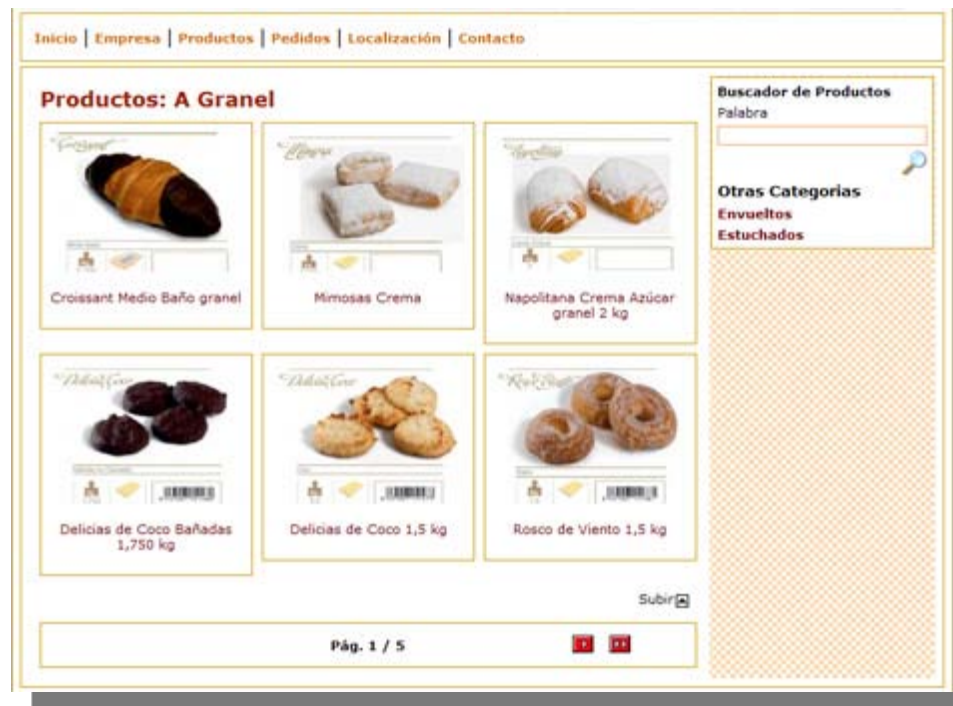 Inicio | Empresa | Productos | Pedidos | Localización | Contacto
Productos: A Granel
Croissant Medio Baño granel
Mimosas Crema
Napolitana Crema Azúcar
granel 2 kg
Delicias de Coco Bañadas
1,750 kg
Delicias de Coco 1,5 kg
Rosco de Viento 1,5 kg
Subir
Pág. 1 / 5
Buscador de Productos
Palabra
Otras Categorias
Envueltos
Estuchados